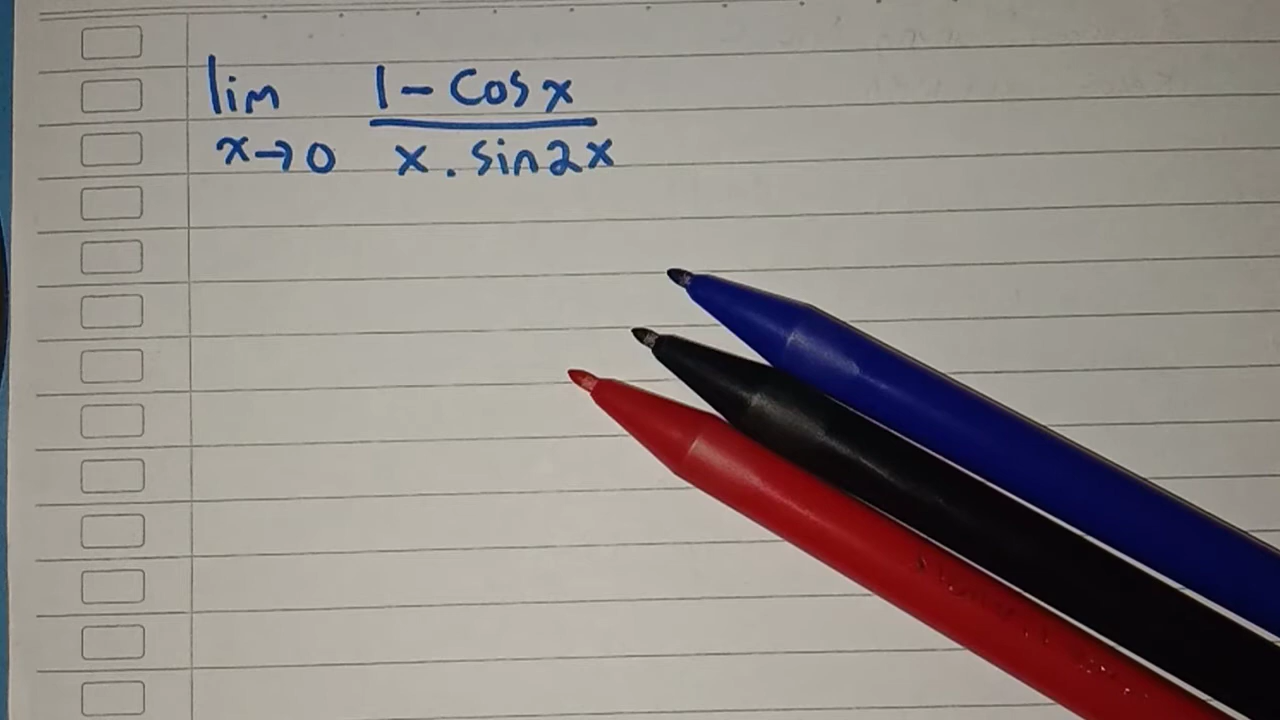 lim 1 - cos x
x→0 x . sin2x